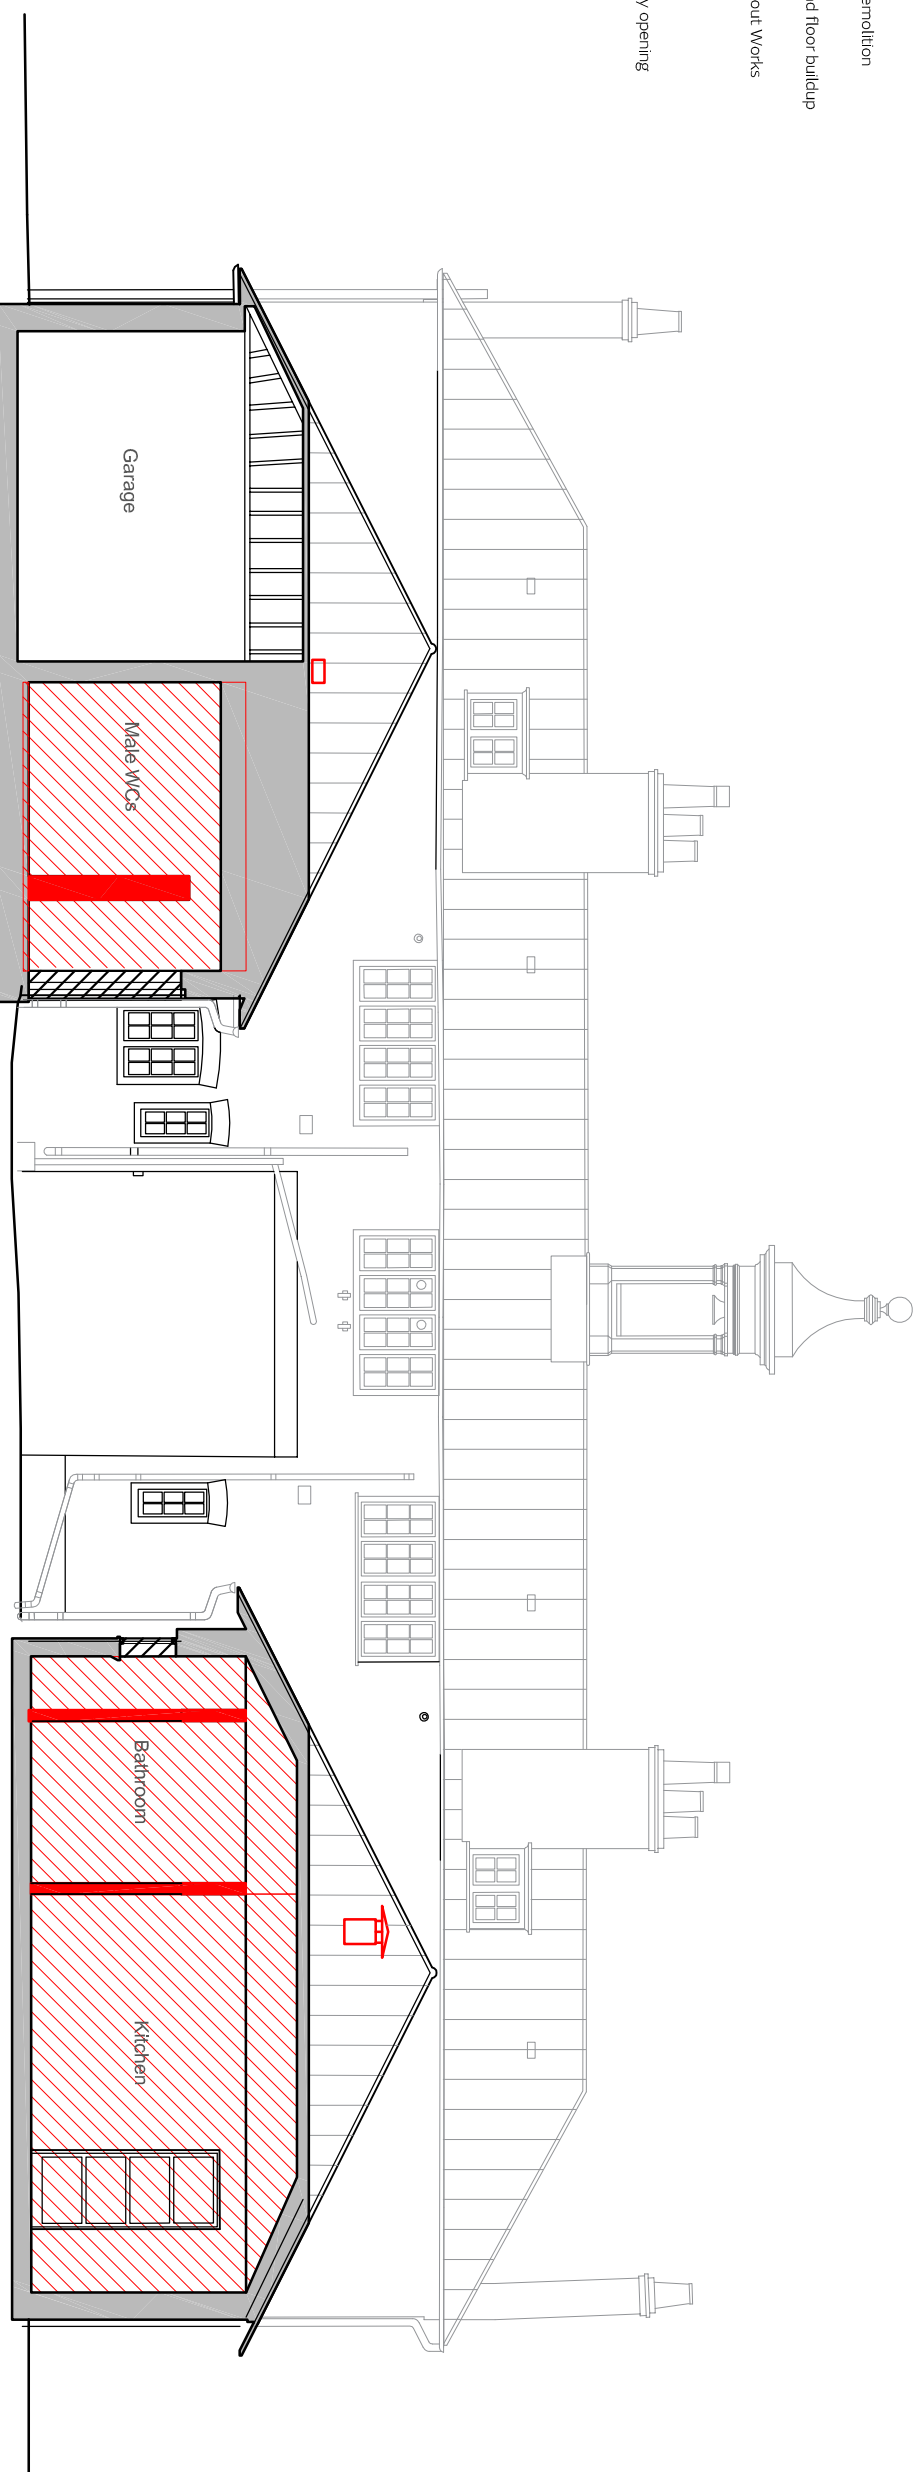 emolition
d floor buildup
out Works
y opening
Garage
Male WCs
Bathroom
Kitchen